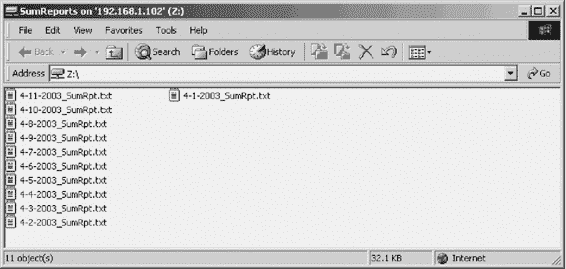 SumReports on '192.168.1.102' (Z:)
File Edit View Favorites Tools Help
Back Search Folders History
Address Z:\ Go
4-11-2003_SumRpt.txt 4-1-2003_SumRpt.txt
4-10-2003_SumRpt.txt
4-8-2003_SumRpt.txt
4-9-2003_SumRpt.txt
4-7-2003_SumRpt.txt
4-6-2003_SumRpt.txt
4-5-2003_SumRpt.txt
4-4-2003_SumRpt.txt
4-3-2003_SumRpt.txt
4-2-2003_SumRpt.txt
11 object(s) 32.1 KB Internet